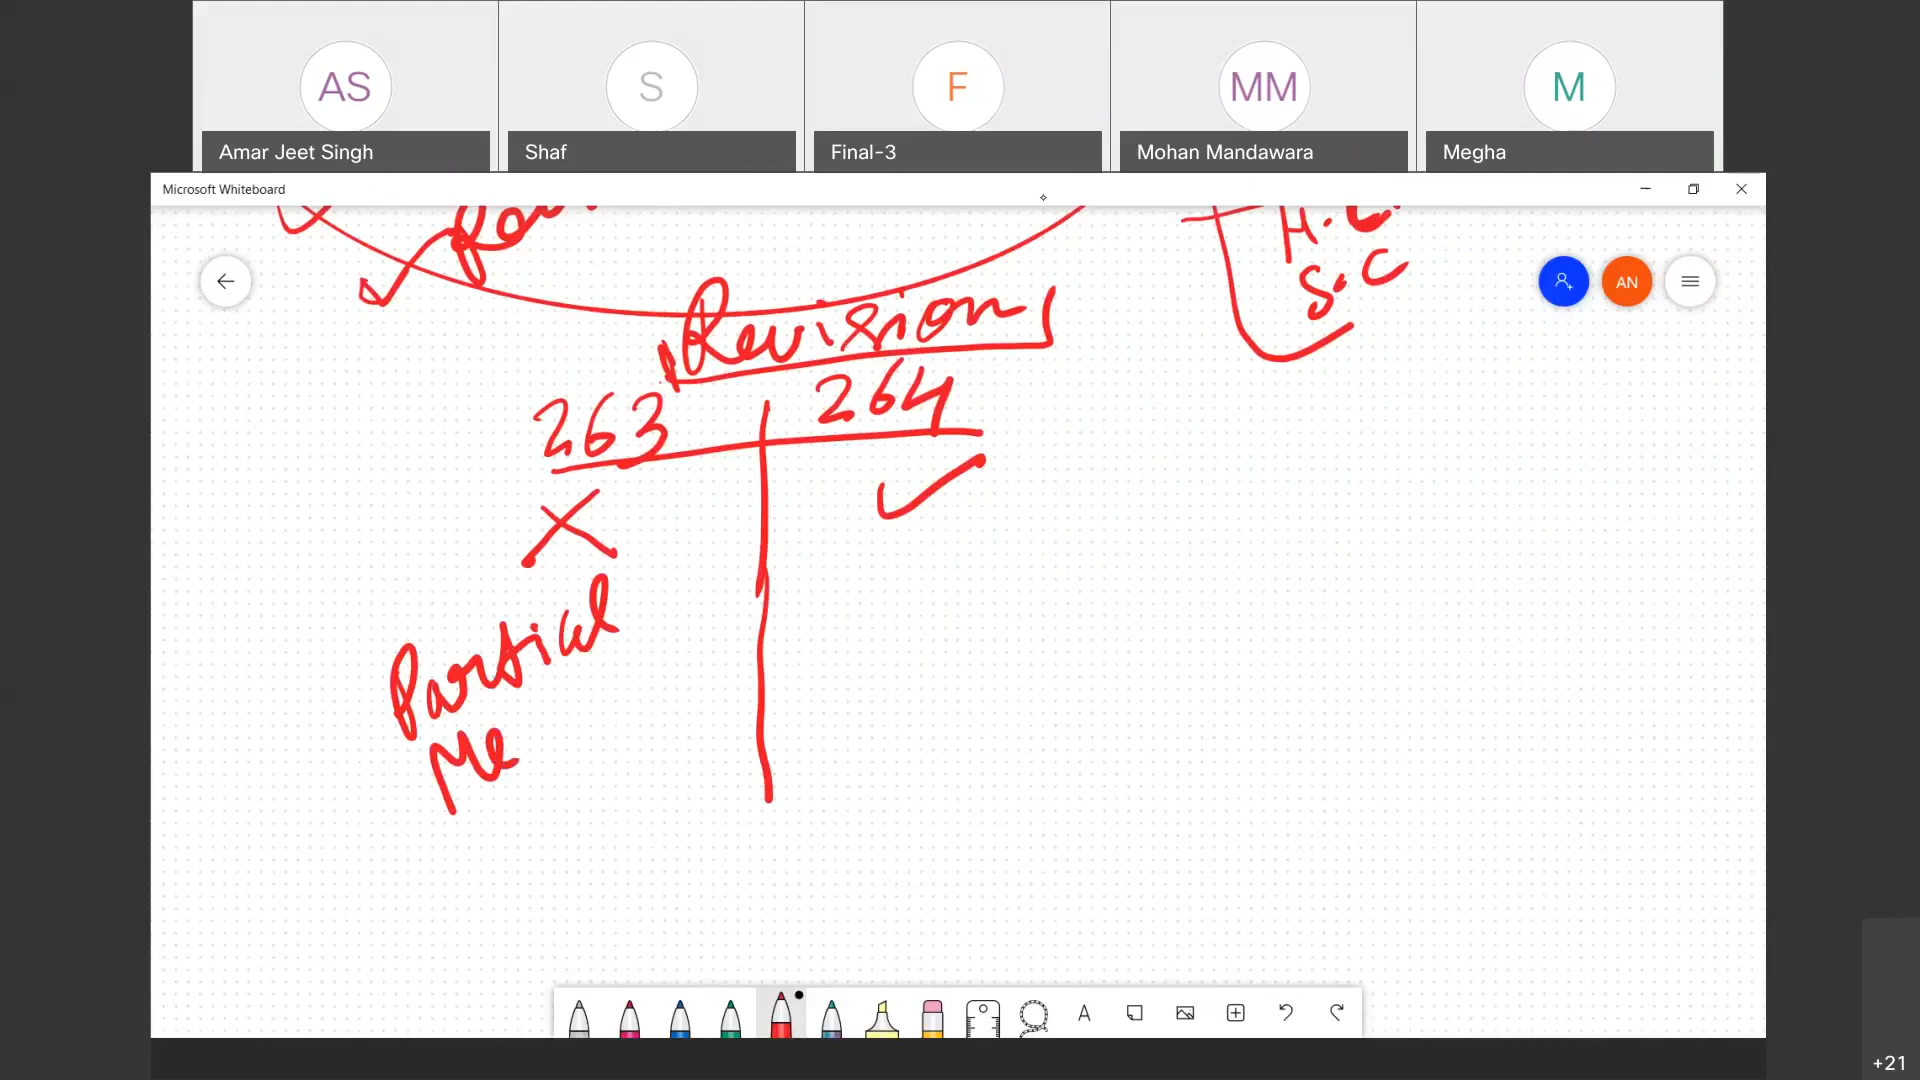 AS S F MM M
Amar Jeet Singh Shaf Final-3 Mohan Mandawara Megha
Microsoft Whiteboard
H.C.
S.C
AN
Revision
263 264
Partial
Me
A
+21